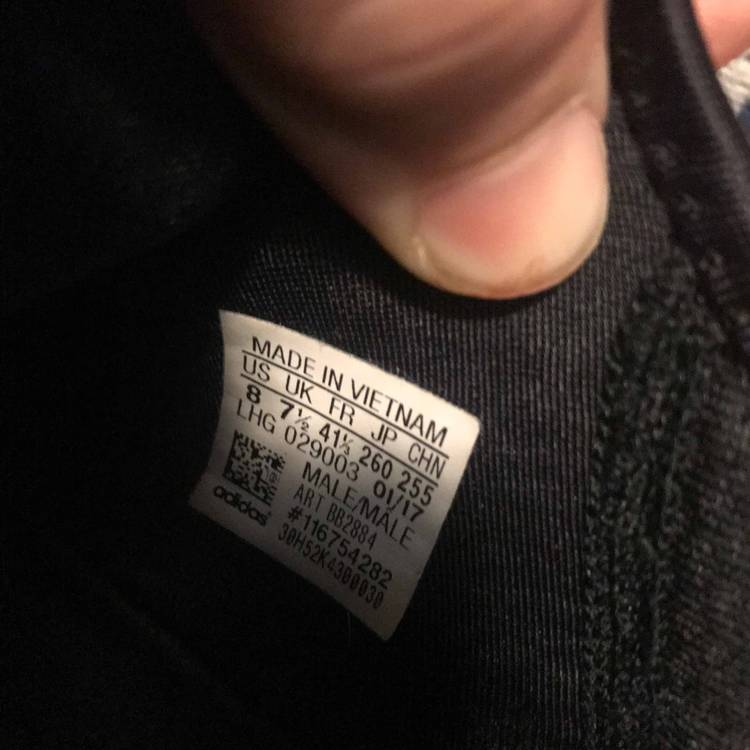 MADE IN VIETNAM
US UK FR JP CHN
8 7½ 41⅓ 260 255
LHG 029003 01/17
MALE/MÂLE
ART BB2884
#116754282
30H52K4300030
adidas